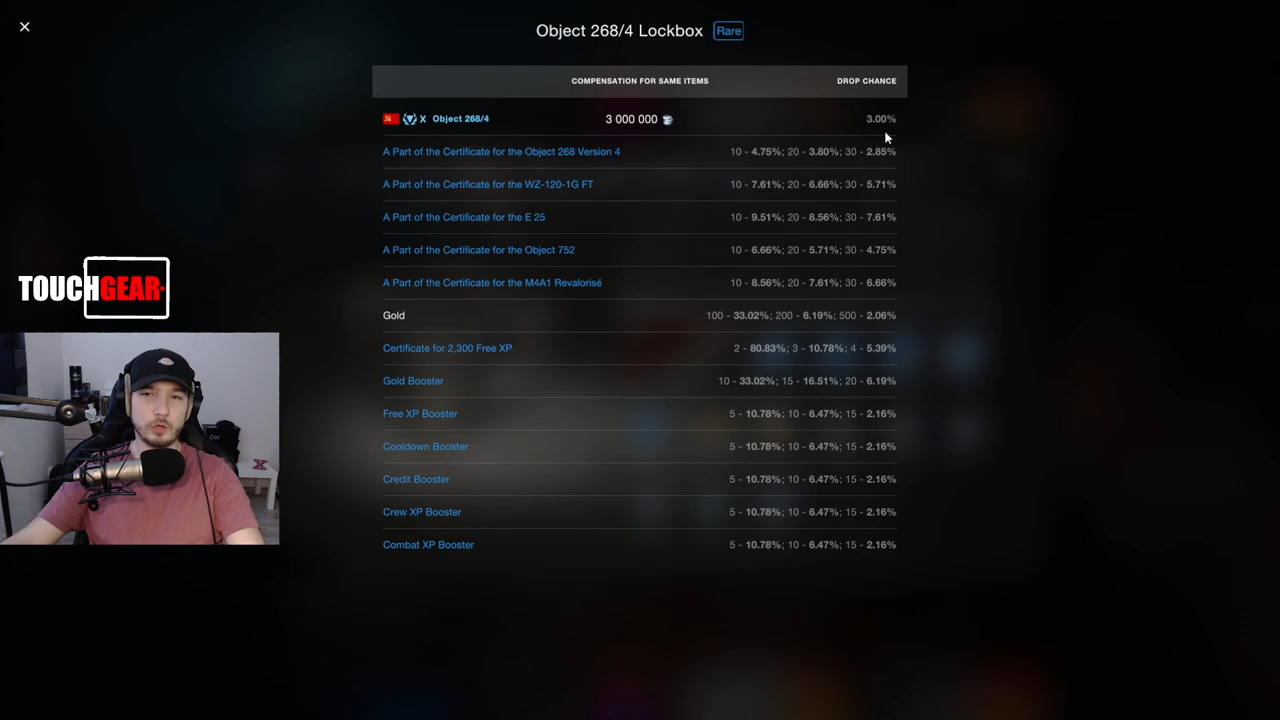 Object 268/4 Lockbox Rare
COMPENSATION FOR SAME ITEMS DROP CHANCE
X Object 268/4 3 000 000 3.00%
A Part of the Certificate for the Object 268 Version 4 10 - 4.75%; 20 - 3.80%; 30 - 2.85%
A Part of the Certificate for the WZ-120-1G FT 10 - 7.61%; 20 - 6.66%; 30 - 5.71%
A Part of the Certificate for the E 25 10 - 9.51%; 20 - 8.56%; 30 - 7.61%
A Part of the Certificate for the Object 752 10 - 6.66%; 20 - 5.71%; 30 - 4.75%
A Part of the Certificate for the M4A1 Revalorisé 10 - 8.56%; 20 - 7.61%; 30 - 6.66%
Gold 100 - 33.02%; 200 - 6.19%; 500 - 2.06%
Certificate for 2,300 Free XP 2 - 80.83%; 3 - 10.78%; 4 - 5.39%
Gold Booster 10 - 33.02%; 15 - 16.51%; 20 - 6.19%
Free XP Booster 5 - 10.78%; 10 - 6.47%; 15 - 2.16%
Cooldown Booster 5 - 10.78%; 10 - 6.47%; 15 - 2.16%
Credit Booster 5 - 10.78%; 10 - 6.47%; 15 - 2.16%
Crew XP Booster 5 - 10.78%; 10 - 6.47%; 15 - 2.16%
Combat XP Booster 5 - 10.78%; 10 - 6.47%; 15 - 2.16%
TOUCHGEAR
Ctrl